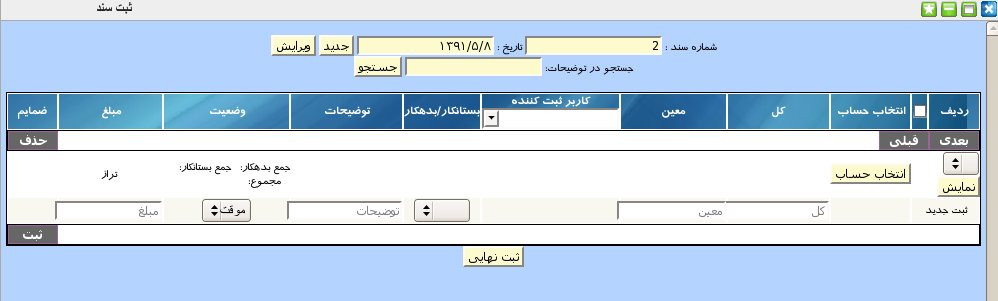 ثبت سند
شماره سند : 2 تاریخ : ۱۳۹۱/۵/۸ جدید ویرایش
جستجو در توضیحات: جستجو
ردیف انتخاب حساب کل معین کاربر ثبت کننده بستانکار/بدهکار توضیحات وضعیت مبلغ ضمایم
بعدی قبلی حذف
انتخاب حساب جمع بدهکار: جمع بستانکار: تراز
مجموع:
نمایش
ثبت جدید کل معین توضیحات موقت مبلغ
ثبت
ثبت نهایی